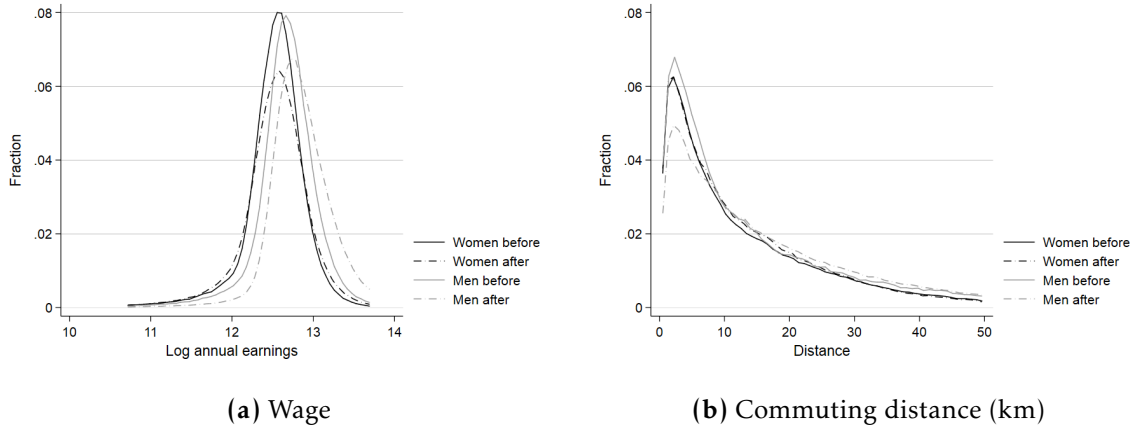 .08
.06
.04
.02
0
Fraction
10 11 12 13 14
Log annual earnings
Women before
Women after
Men before
Men after
(a) Wage
.08
.06
.04
.02
0
Fraction
0 10 20 30 40 50
Distance
Women before
Women after
Men before
Men after
(b) Commuting distance (km)